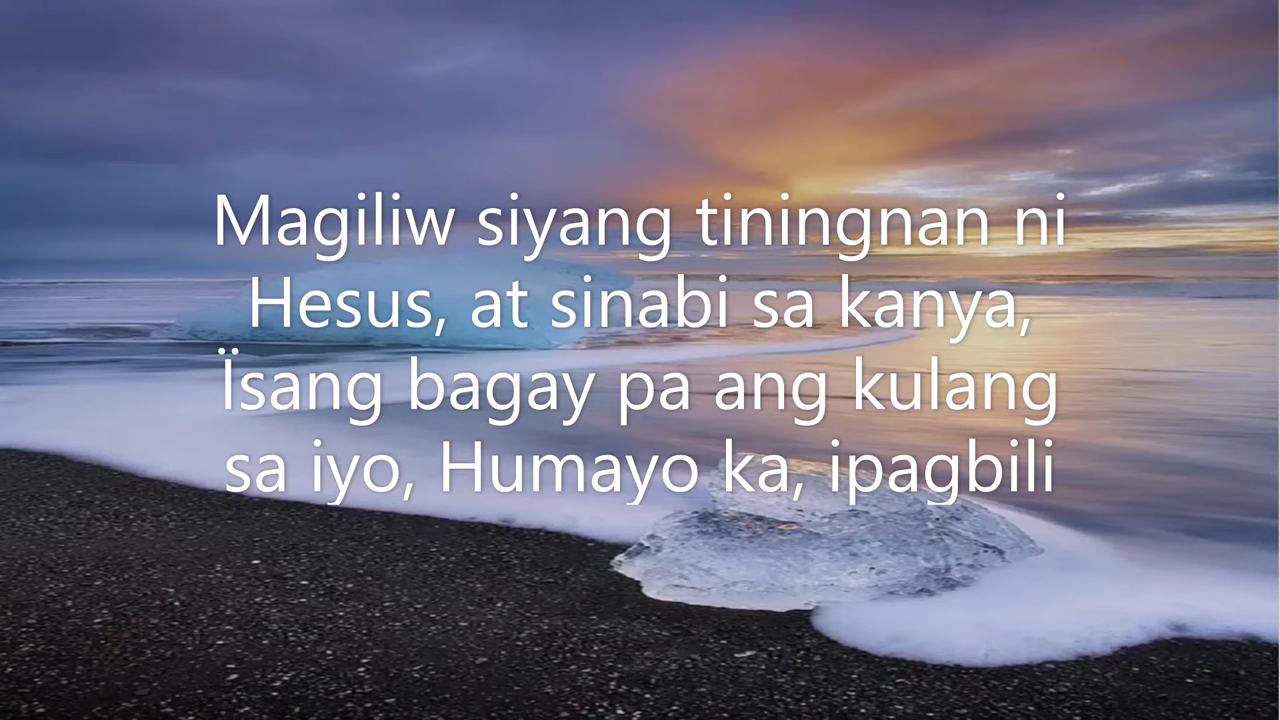 Magiliw siyang tiningnan ni
Hesus, at sinabi sa kanya,
Ïsang bagay pa ang kulang
sa iyo, Humayo ka, ipagbili